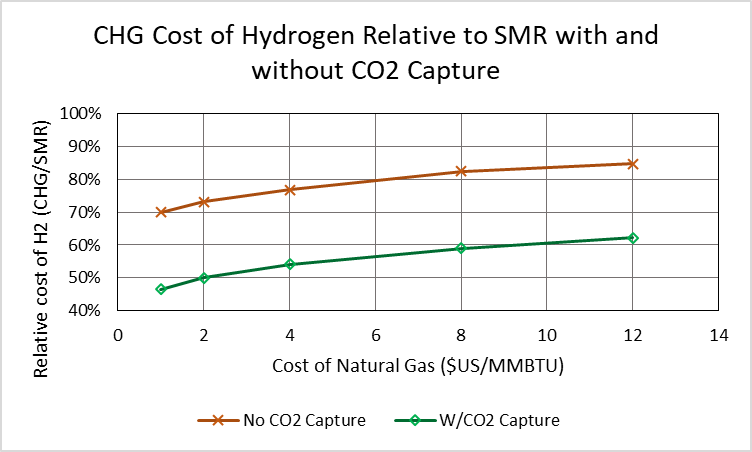 CHG Cost of Hydrogen Relative to SMR with and
without CO2 Capture
Relative cost of H2 (CHG/SMR)
100%
90%
80%
70%
60%
50%
40%
0 2 4 6 8 10 12 14
Cost of Natural Gas ($US/MMBTU)
No CO2 Capture W/CO2 Capture